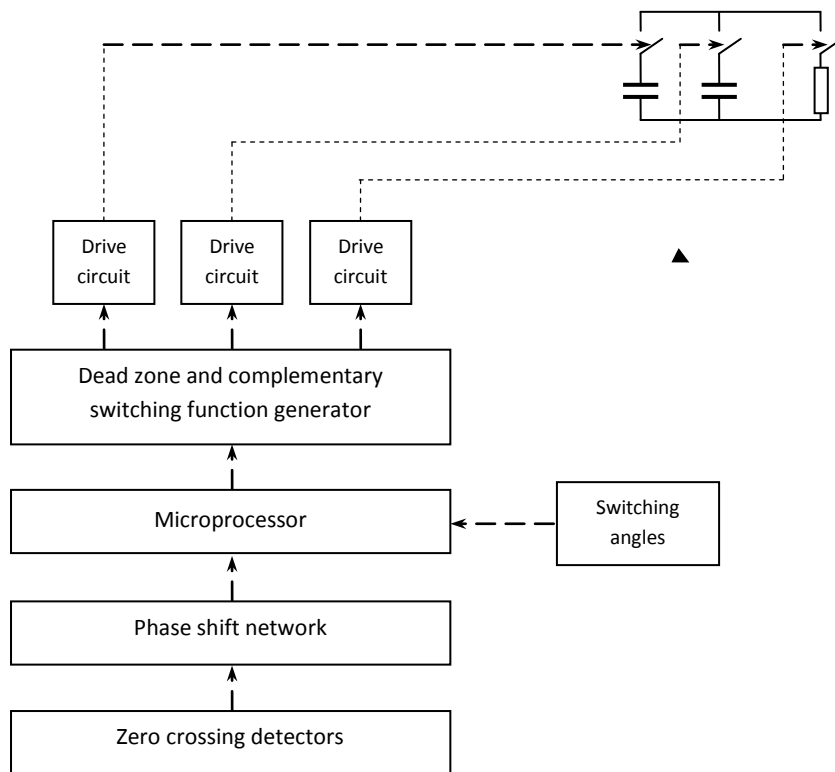 Drive
circuit
Drive
circuit
Drive
circuit
Dead zone and complementary
switching function generator
Microprocessor
Switching
angles
Phase shift network
Zero crossing detectors